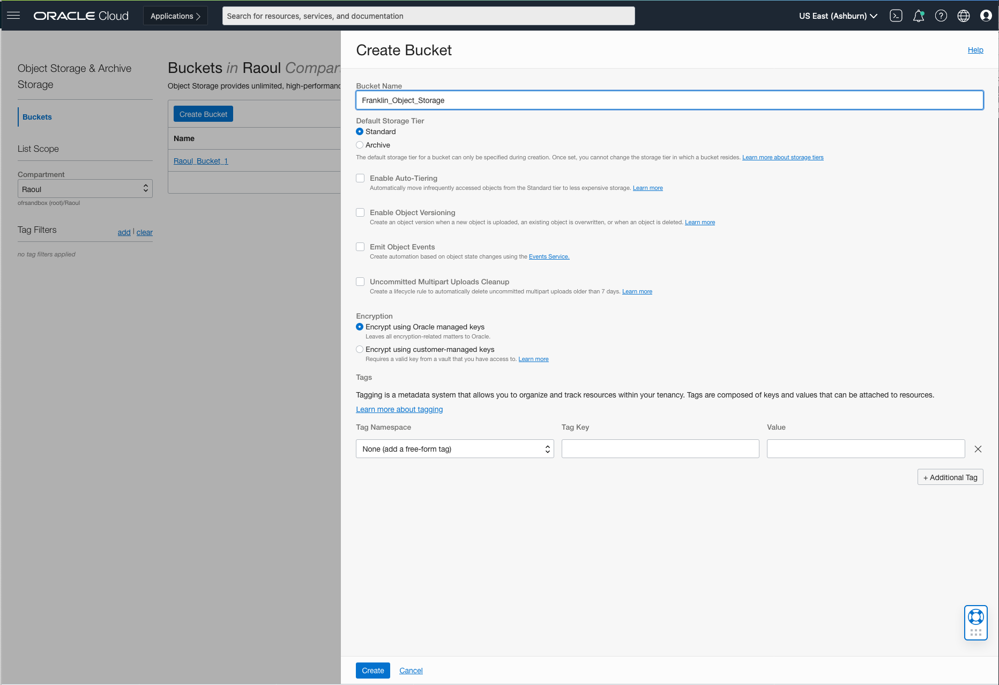 ORACLE Cloud
Applications
Search for resources, services, and documentation
US East (Ashburn)
Object Storage & Archive
Storage
Buckets
List Scope
Compartment
Raoul
ofrsandbox (root)/Raoul
Tag Filters
add | clear
no tag filters applied
Buckets in Raoul
Object Storage provides unlimited,
Create Bucket
Name
Raoul_Bucket_1
Create Bucket
Help
Bucket Name
Franklin_Object_Storage
Default Storage Tier
Standard
Archive
The default storage tier for a bucket can only be specified during creation. Once set, you cannot change the storage tier in which a bucket resides. Learn more about storage tiers
Enable Auto-Tiering
Automatically move infrequently accessed objects from the Standard tier to less expensive storage. Learn more
Enable Object Versioning
Create an object version when a new object is uploaded, an existing object is overwritten, or when an object is deleted. Learn more
Emit Object Events
Create automation based on object state changes using the Events Service.
Uncommitted Multipart Uploads Cleanup
Create a lifecycle rule to automatically delete uncommitted multipart uploads older than 7 days. Learn more
Encryption
Encrypt using Oracle managed keys
Leaves all encryption-related matters to Oracle.
Encrypt using customer-managed keys
Requires a valid key from a vault that you have access to. Learn more
Tags
Tagging is a metadata system that allows you to organize and track resources within your tenancy. Tags are composed of keys and values that can be attached to resources.
Learn more about tagging
Tag Namespace
Tag Key
Value
None (add a free-form tag)
+ Additional Tag
Create
Cancel